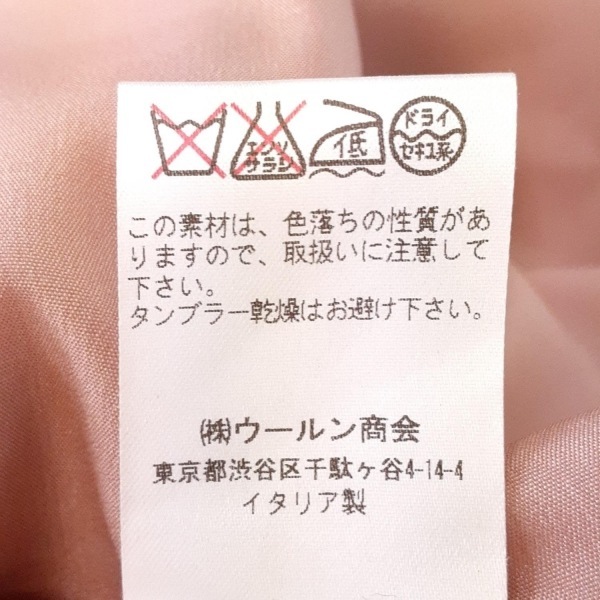 エンソ サラシ イ低 ドライ セキユ系
この素材は、色落ちの性質があ
りますので、取扱いに注意して
下さい。
タンブラー乾燥はお避け下さい。
㈱ウールン商会
東京都渋谷区千駄ヶ谷4-14-4
イタリア製